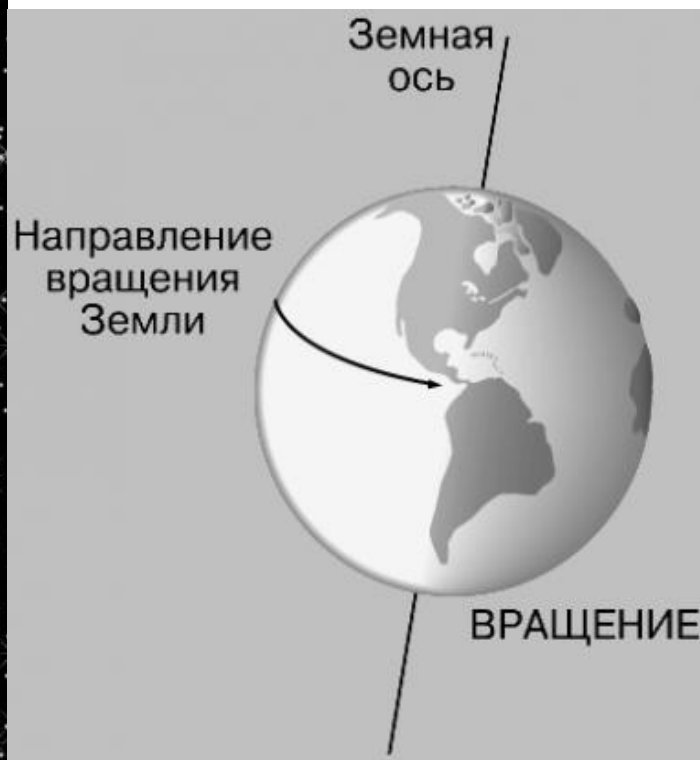 Земная
ось
Направление
вращения
Земли
ВРАЩЕНИЕ